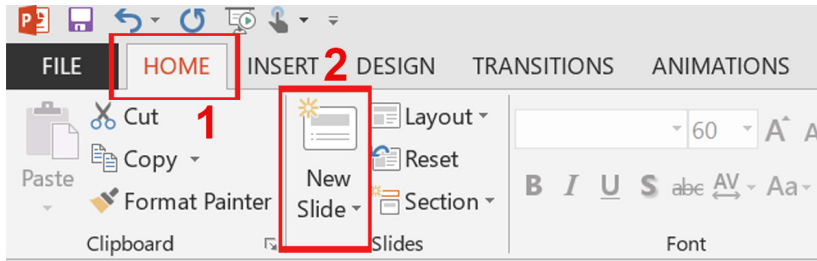 FILE HOME INSERT 2 DESIGN TRANSITIONS ANIMATIONS
1
Cut
Copy
Format Painter
Paste
Clipboard
New
Slide
Layout
Reset
Section
Slides
60 A A
B I U S abc AV Aa
Font